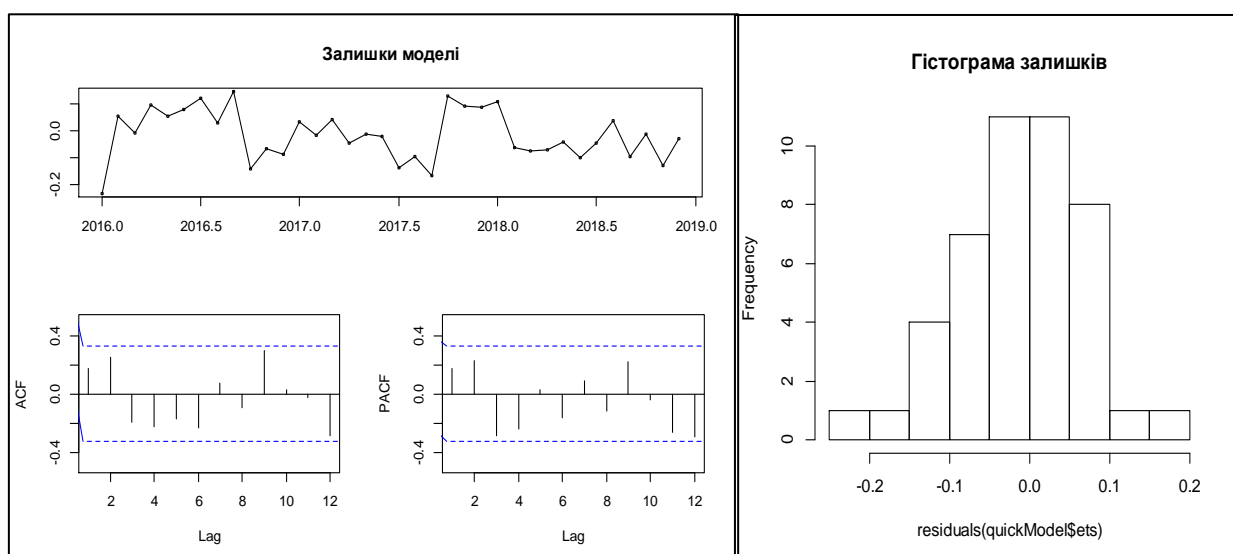 Залишки моделі
0.0
-0.2
2016.0 2016.5 2017.0 2017.5 2018.0 2018.5 2019.0
ACF
0.4
0.0
-0.4
2 4 6 8 10 12
Lag
PACF
0.4
0.0
-0.4
2 4 6 8 10 12
Lag
Гістограма залишків
Frequency
10
8
6
4
2
0
-0.2 -0.1 0.0 0.1 0.2
residuals(quickModel$ets)